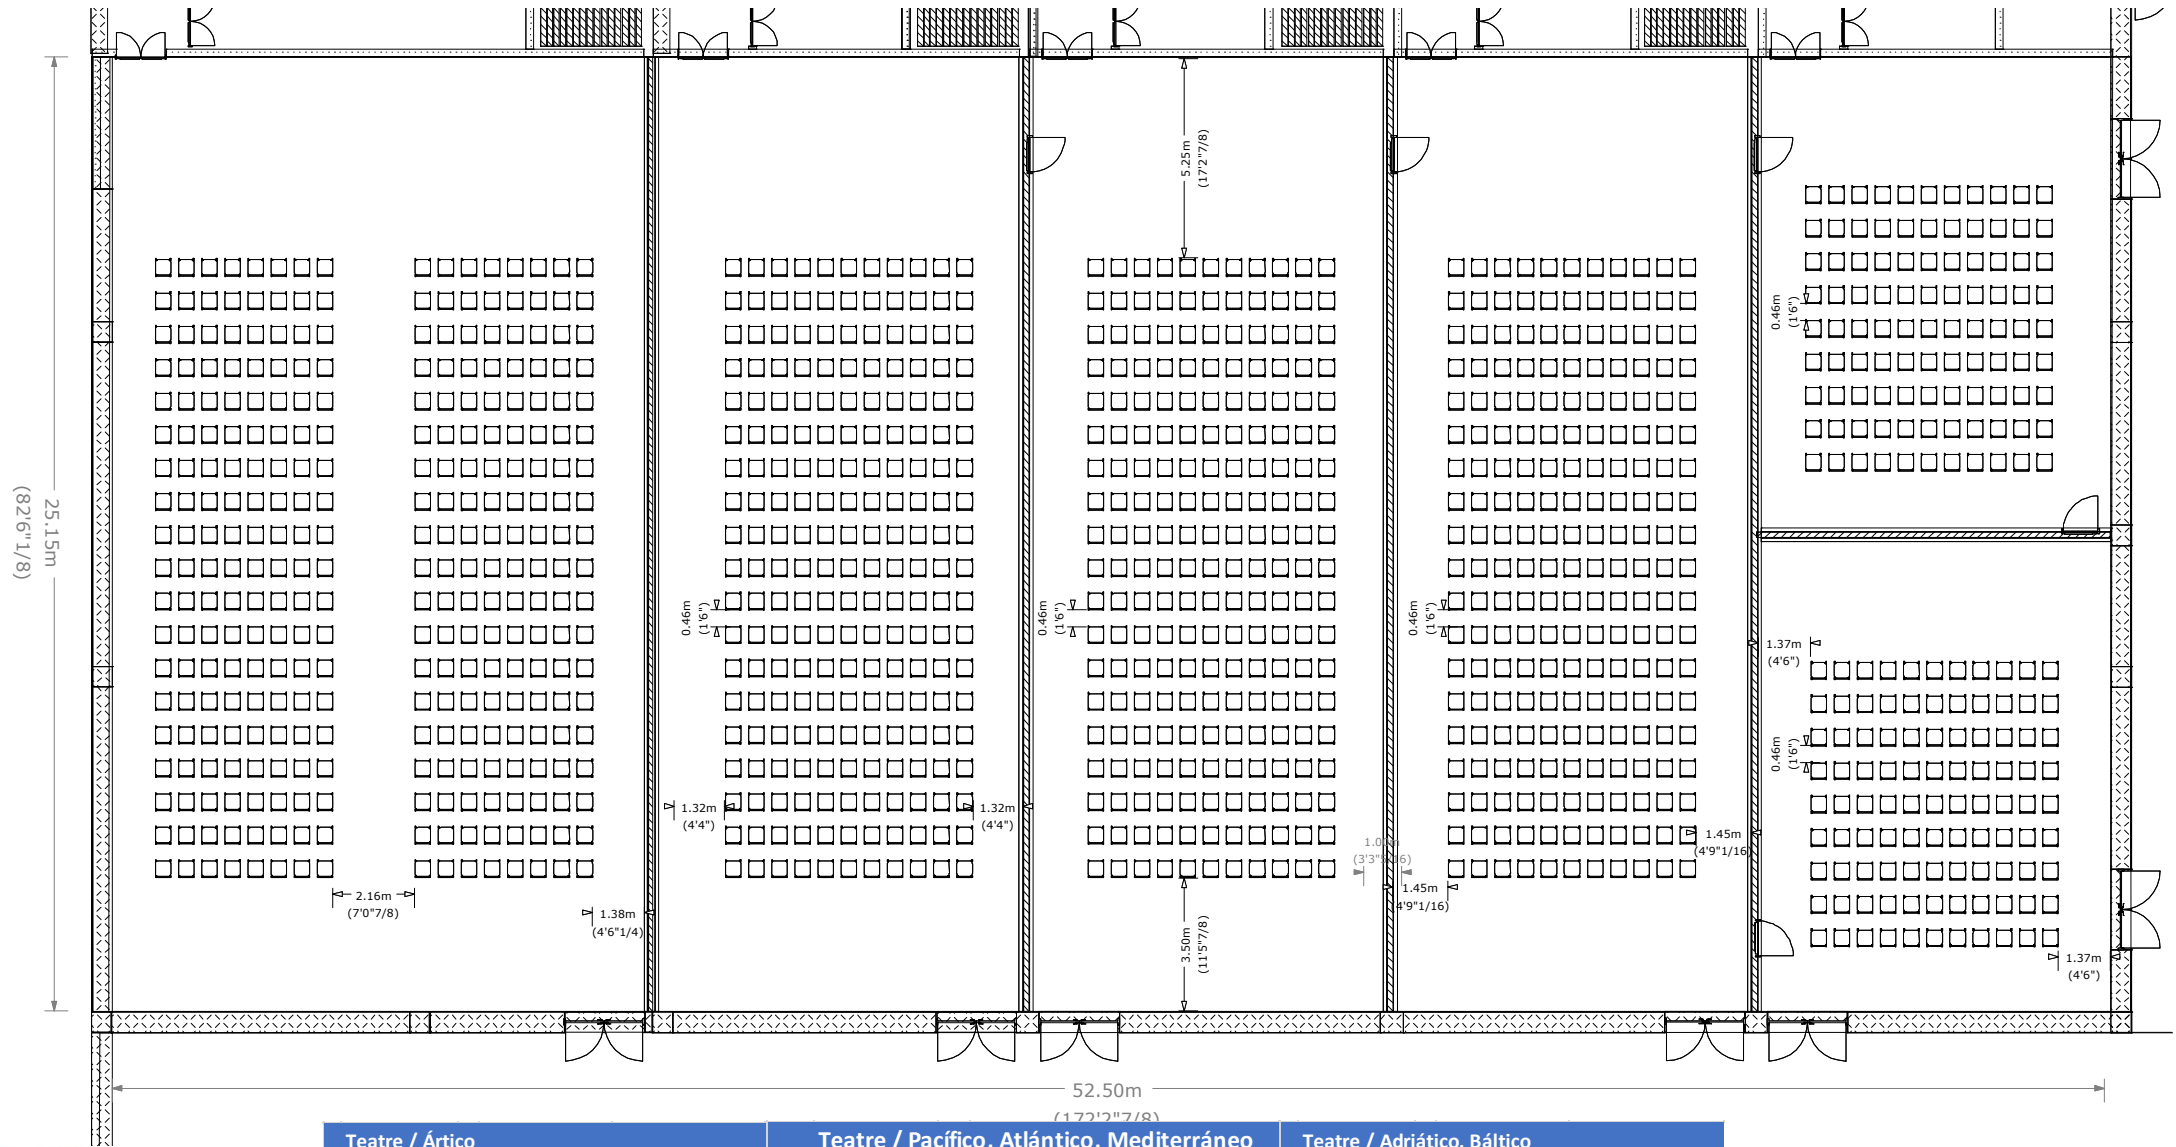 5.25m
(17'2"7/8)
0.46m
(1'6")
25.15m
(82'6"1/8)
0.46m
(1'6")
0.46m
(1'6")
0.46m
(1'6")
1.37m
(4'6")
0.46m
(1'6")
1.32m
(4'4")
1.32m
(4'4")
1.45m
(4'9"1/16)
1.45m
(4'9"1/16)
2.16m
(7'0"7/8)
1.38m
(4'6"1/4)
3.50m
(11'5"7/8)
1.37m
(4'6")
52.50m
(172'2"7/8)
Teatre / Ártico
Teatre / Pacífico, Atlántico, Mediterráneo
Teatre / Adriático, Báltico